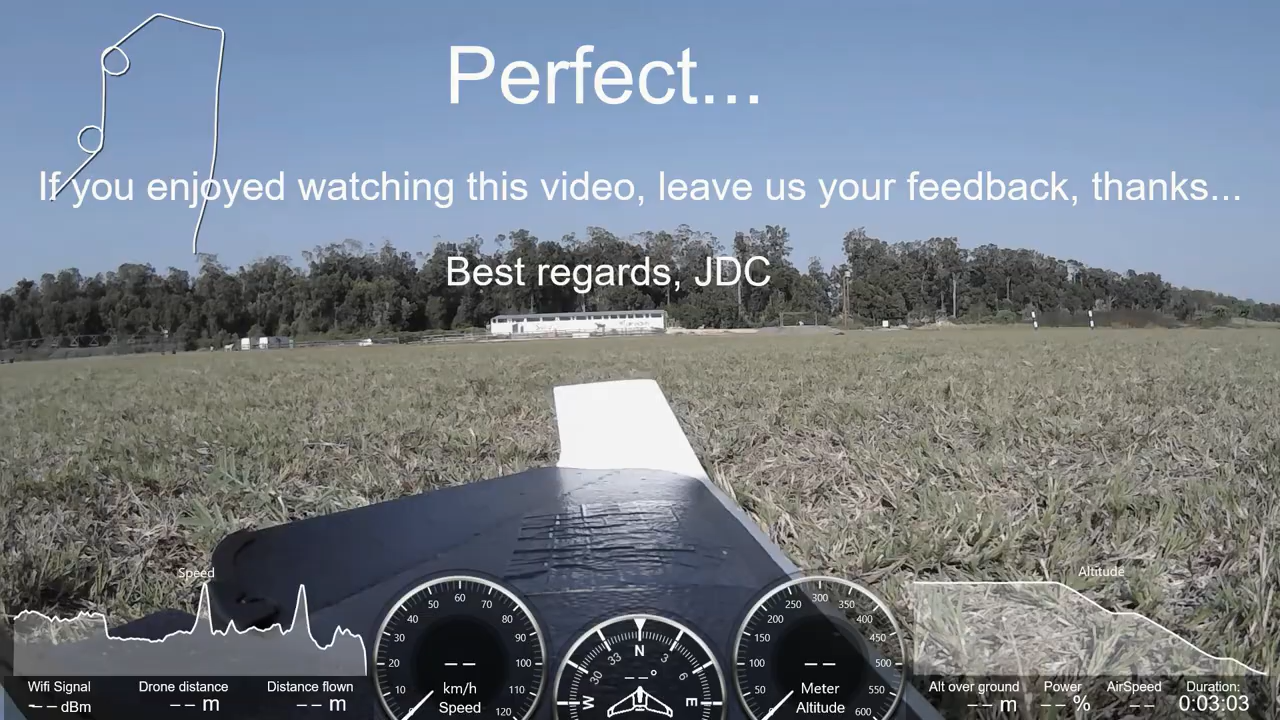 Perfect...
If you enjoyed watching this video, leave us your feedback, thanks...
Best regards, JDC
Speed
Altitude
10 20 30 40 50 60 70 80 90 100 110 120
-- km/h
Speed
W 30 33 N 3 6 E
--°
50 100 150 200 250 300 350 400 450 500 550 600
-- Meter
Altitude
Wifi Signal
-- dBm
Drone distance
-- m
Distance flown
-- m
Alt over ground
-- m
Power
-- %
AirSpeed
--
Duration:
0:03:03